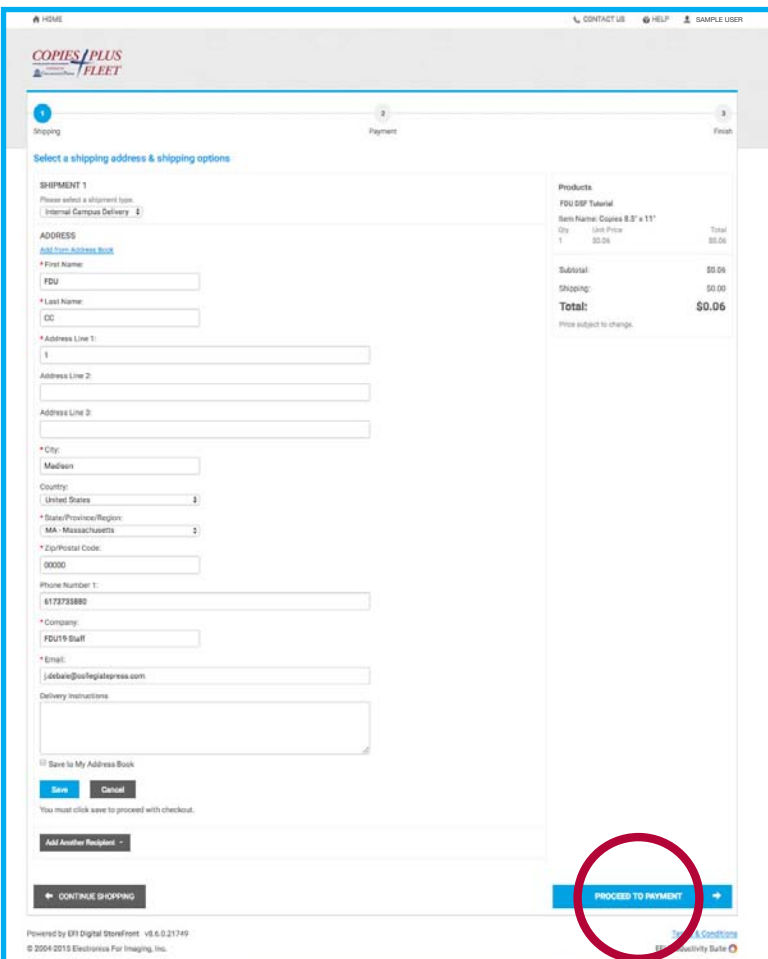 HOME CONTACT US HELP SAMPLE USER
COPIES PLUS
FLEET
1 2 3
Shipping Payment Finish
Select a shipping address & shipping options
SHIPMENT 1
Please select a shipment type.
Internal Campus Delivery
ADDRESS
Add from Address Book
* First Name:
FDU
* Last Name:
CC
* Address Line 1:
1
Address Line 2:
Address Line 3:
* City:
Madison
Country:
United States
* State/Province/Region:
MA - Massachusetts
* Zip/Postal Code:
00000
Phone Number 1:
6173735880
* Company:
FDU19 Staff
* Email:
j.debaie@collegiatepress.com
Delivery Instructions
Save to My Address Book
Save Cancel
You must click save to proceed with checkout.
Add Another Recipient
Products
FDU DSF Tutorial
Item Name: Copies 8.5" x 11"
Qty Unit Price Total
1 $0.06 $0.06
Subtotal: $0.06
Shipping: $0.00
Total: $0.06
Price subject to change.
CONTINUE SHOPPING PROCEED TO PAYMENT
Powered by EFI Digital StoreFront v8.6.0.21749 & Conditions
© 2004-2015 Electronics For Imaging, Inc. Suite